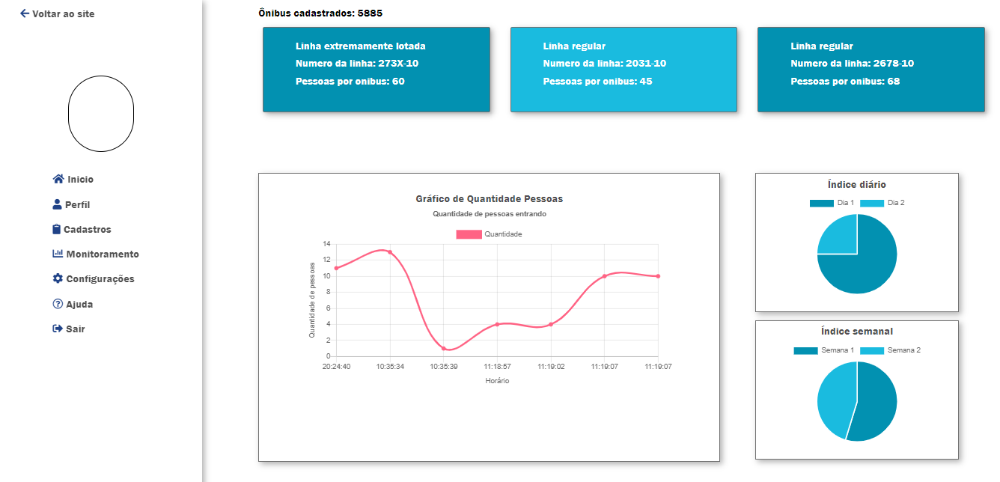 Voltar ao site
Inicio
Perfil
Cadastros
Monitoramento
Configurações
Ajuda
Sair
Ônibus cadastrados: 5885
Linha extremamente lotada
Numero da linha: 273X-10
Pessoas por onibus: 60
Linha regular
Numero da linha: 2031-10
Pessoas por onibus: 45
Linha regular
Numero da linha: 2678-10
Pessoas por onibus: 68
Gráfico de Quantidade Pessoas
Quantidade de pessoas entrando
Quantidade
Quantidade de pessoas
14
12
10
8
6
4
2
0
20:24:40 10:35:34 10:35:39 11:18:57 11:19:02 11:19:07 11:19:07
Horário
Índice diário
Dia 1 Dia 2
Índice semanal
Semana 1 Semana 2